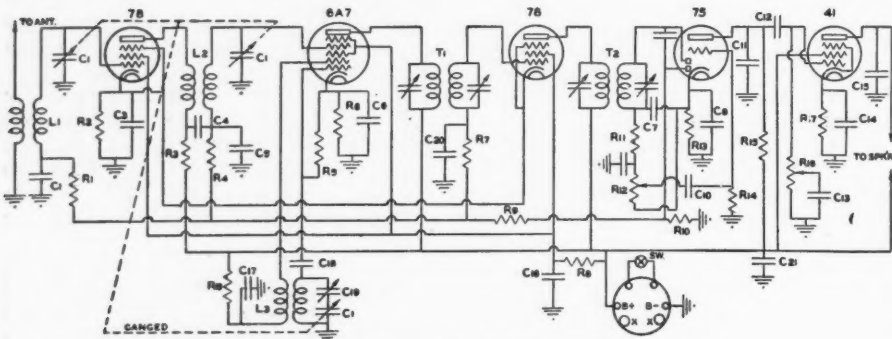 TO ANT.
78
6A7
78
75
41
C12
L2
C1
C1
T1
T2
C11
C15
L1
R2
C3
C4
C5
R5
R6
C6
C20
R7
C7
R11
R13
C8
R15
R17
C14
TO SPKR.
C1
R1
R3
R4
R12
C10
R14
R16
C13
R9
R10
C18
C17
L3
C19
C1
C16
R8
SW.
B+
B-
X
X
C21
GANGED